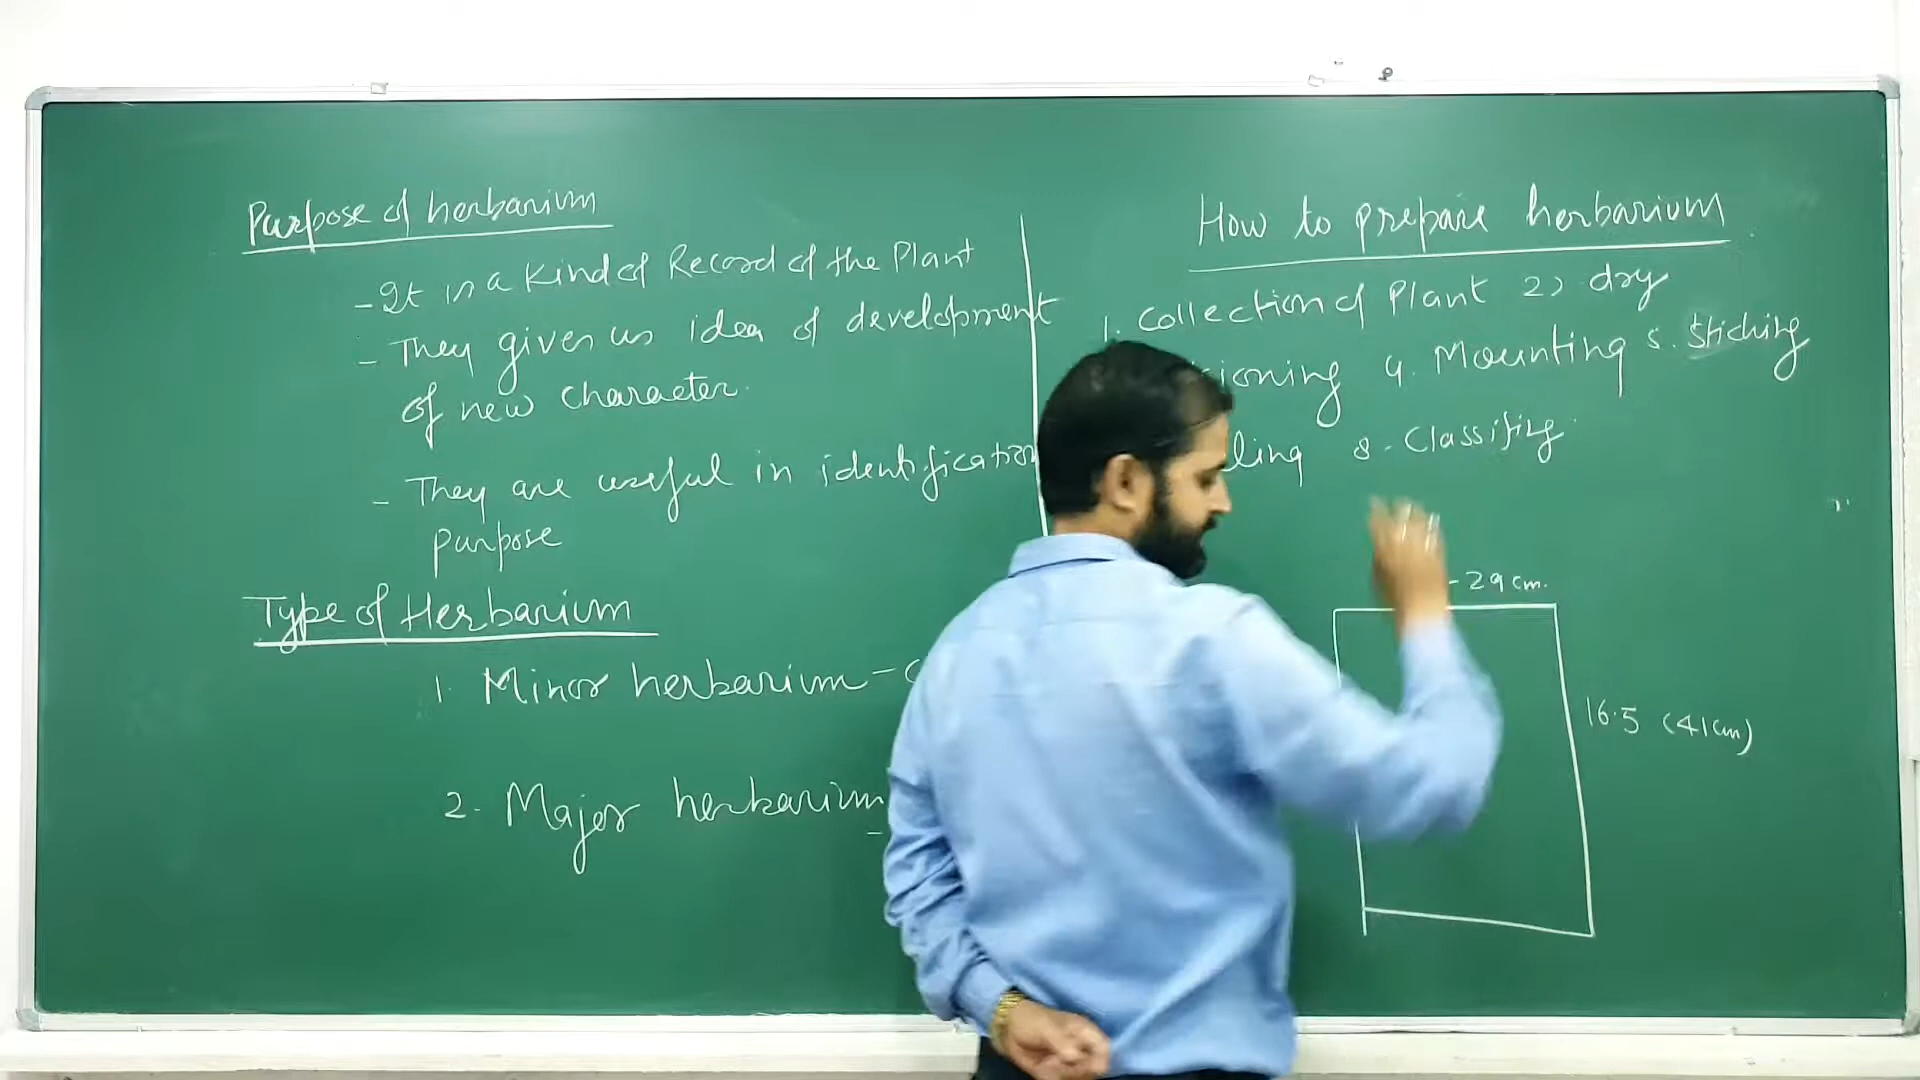 Purpose of herbarium
- It is a Kind of Record of the Plant
- They gives us idea of development
of new character.
- They are useful in identification
purpose
Type of Herbarium
1. Minor herbarium -
2. Major herbarium
How to prepare herbarium
1. Collection of Plant 2) dry
4. Mounting 5. Stiching
8. Classifing.
- 29 cm.
16.5 (41cm)